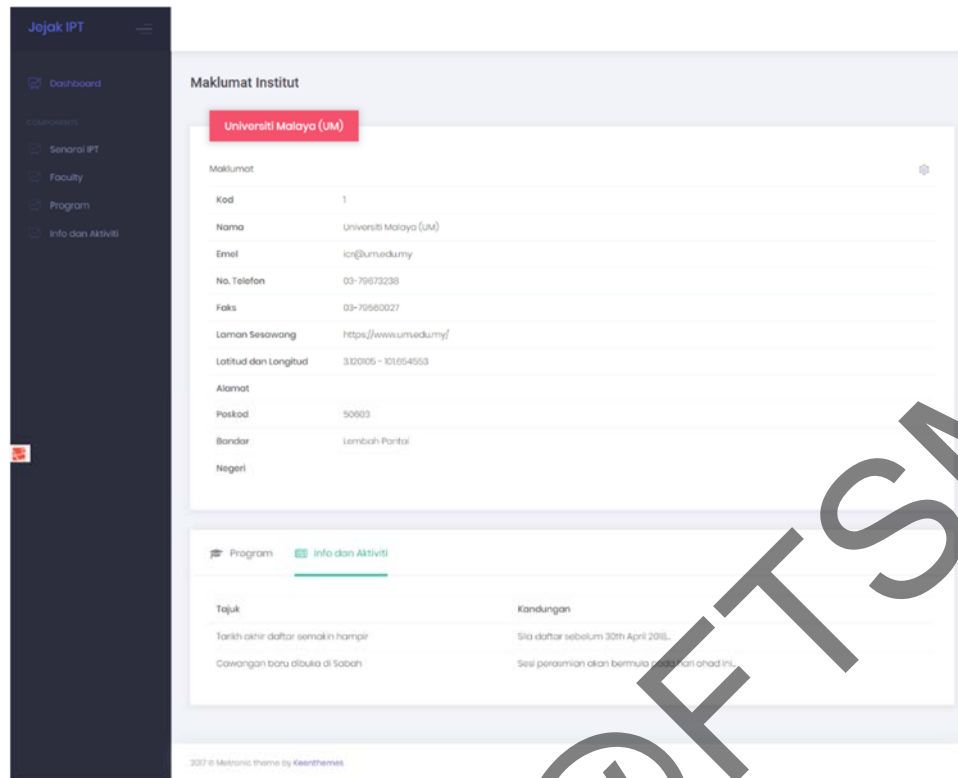 Jejak IPT
Dashboard
COMPONENTS
Senarai IPT
Faculty
Program
Info dan Aktiviti
Maklumat Institut
Universiti Malaya (UM)
Maklumat
Kod 1
Nama Universiti Malaya (UM)
Emel icr@um.edu.my
No. Telefon 03-79673238
Faks 03-79560027
Laman Sesawang https://www.um.edu.my/
Latitud dan Longitud 3.120105 - 101.654553
Alamat
Poskod 50603
Bandar Lembah Pantai
Negeri
Program Info dan Aktiviti
Tajuk Kandungan
Tarikh akhir daftar semakin hampir Sila daftar sebelum 30th April 2018...
Cawangan baru dibuka di Sabah Sesi perasmian akan bermula pada hari ahad ini...
2017 © Metronic theme by Keenthemes